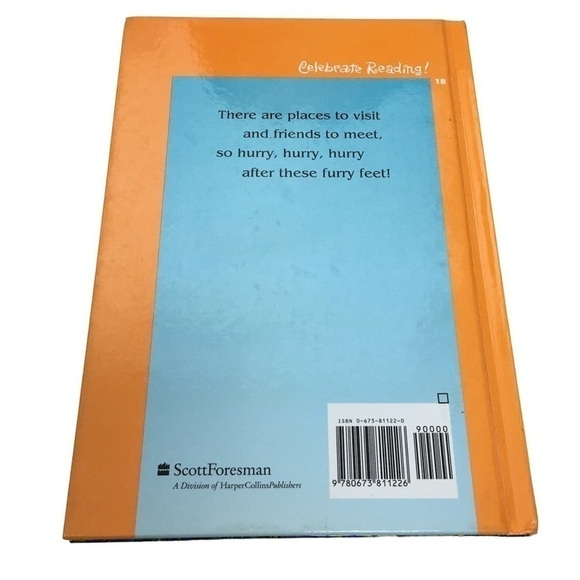 Celebrate Reading!
1B
There are places to visit
and friends to meet,
so hurry, hurry, hurry
after these furry feet!
ISBN 0-673-81122-0
90000
9 780673 811226
ScottForesman
A Division of HarperCollinsPublishers